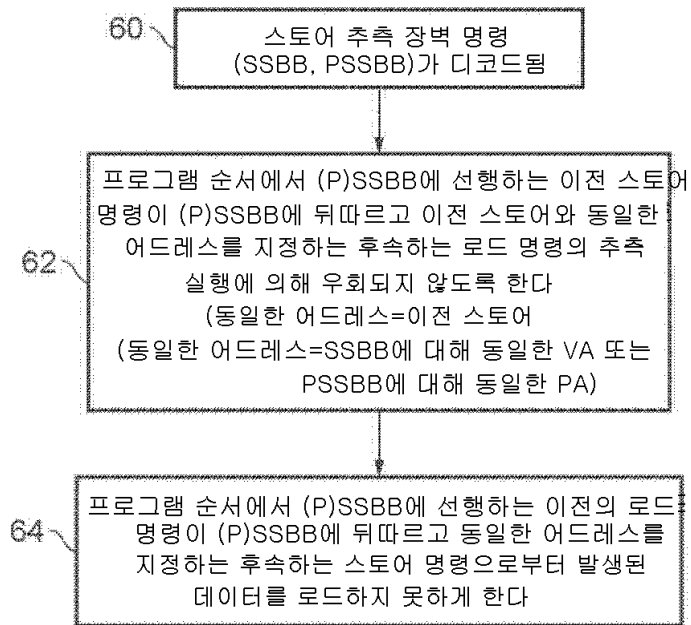 60
스토어 추측 장벽 명령
(SSBB, PSSBB)가 디코드됨
62
프로그램 순서에서 (P)SSBB에 선행하는 이전 스토어
명령이 (P)SSBB에 뒤따르고 이전 스토어와 동일한
어드레스를 지정하는 후속하는 로드 명령의 추측
실행에 의해 우회되지 않도록 한다
(동일한 어드레스=이전 스토어
(동일한 어드레스=SSBB에 대해 동일한 VA 또는
PSSBB에 대해 동일한 PA)
64
프로그램 순서에서 (P)SSBB에 선행하는 이전의 로드
명령이 (P)SSBB에 뒤따르고 동일한 어드레스를
지정하는 후속하는 스토어 명령으로부터 발생된
데이터를 로드하지 못하게 한다